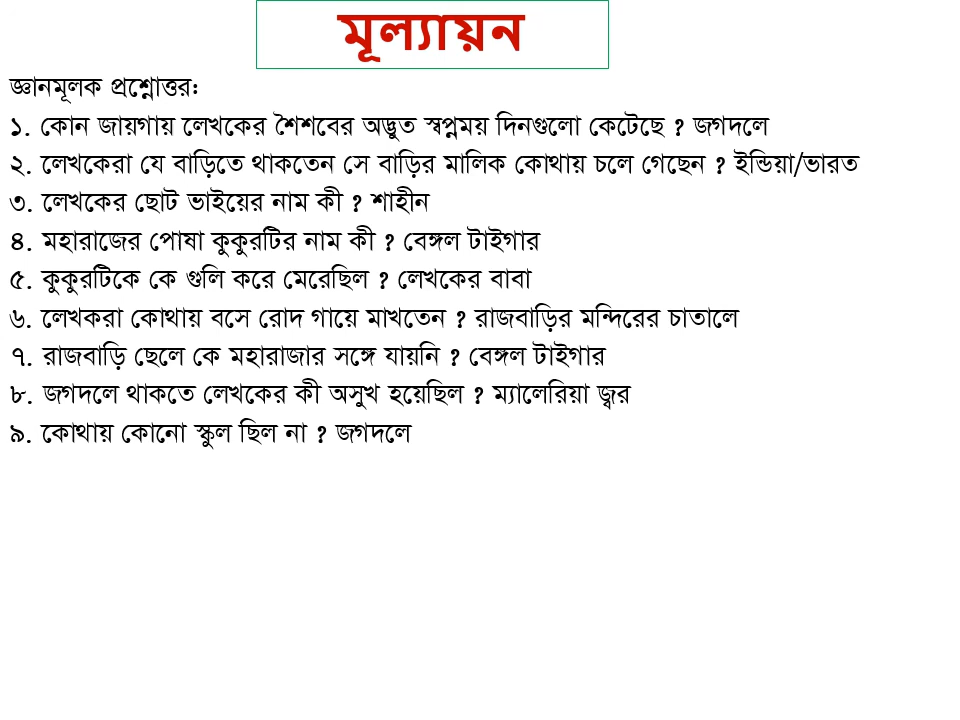 মূল্যায়ন
জ্ঞানমূলক প্রশ্নোত্তর:
১. কোন জায়গায় লেখকের শৈশবের অদ্ভুত স্বপ্নময় দিনগুলো কেটেছে ? জগদলে
২. লেখকেরা যে বাড়িতে থাকতেন সে বাড়ির মালিক কোথায় চলে গেছেন ? ইন্ডিয়া/ভারত
৩. লেখকের ছোট ভাইয়ের নাম কী ? শাহীন
৪. মহারাজের পোষা কুকুরটির নাম কী ? বেঙ্গল টাইগার
৫. কুকুরটিকে কে গুলি করে মেরেছিল ? লেখকের বাবা
৬. লেখকরা কোথায় বসে রোদ গায়ে মাখতেন ? রাজবাড়ির মন্দিরের চাতালে
৭. রাজবাড়ি ছেলে কে মহারাজার সঙ্গে যায়নি ? বেঙ্গল টাইগার
৮. জগদলে থাকতে লেখকের কী অসুখ হয়েছিল ? ম্যালেরিয়া জ্বর
৯. কোথায় কোনো স্কুল ছিল না ? জগদলে